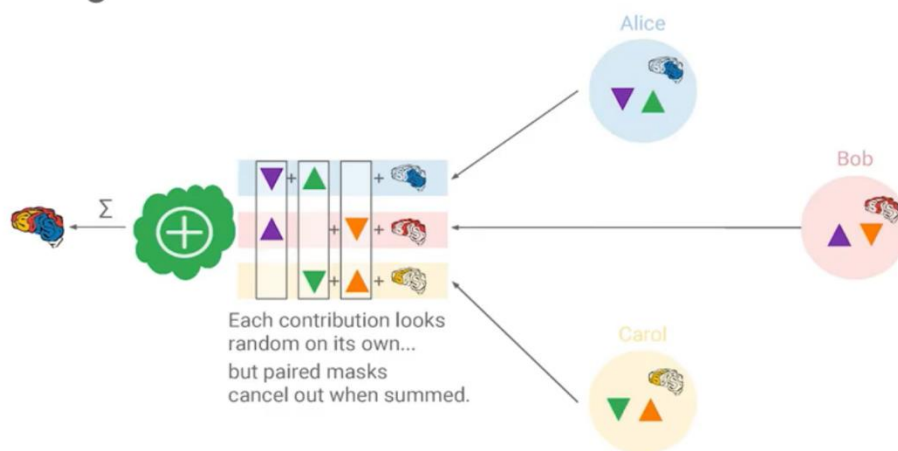 Alice
Bob
Σ
+
+
+
+
+
+
Each contribution looks
random on its own...
but paired masks
cancel out when summed.
Carol